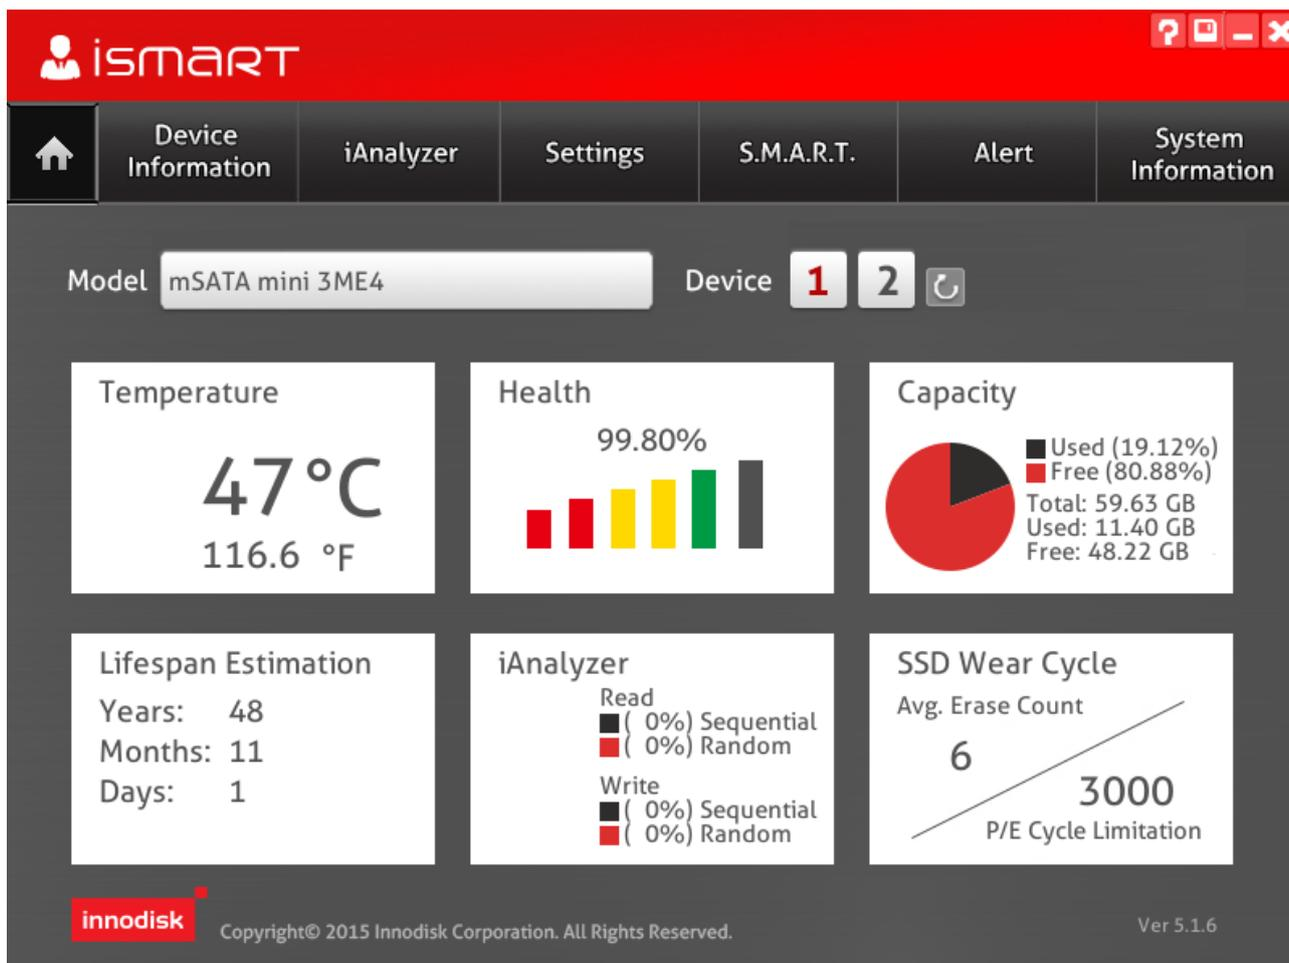 ismart
Device
Information
iAnalyzer
Settings
S.M.A.R.T.
Alert
System
Information
Model
mSATA mini 3ME4
Device
1
2
Temperature
47°C
116.6 °F
Health
99.80%
Capacity
Used (19.12%)
Free (80.88%)
Total: 59.63 GB
Used: 11.40 GB
Free: 48.22 GB
Lifespan Estimation
Years: 48
Months: 11
Days: 1
iAnalyzer
Read
( 0%) Sequential
( 0%) Random
Write
( 0%) Sequential
( 0%) Random
SSD Wear Cycle
Avg. Erase Count
6
3000
P/E Cycle Limitation
innodisk
Copyright© 2015 Innodisk Corporation. All Rights Reserved.
Ver 5.1.6